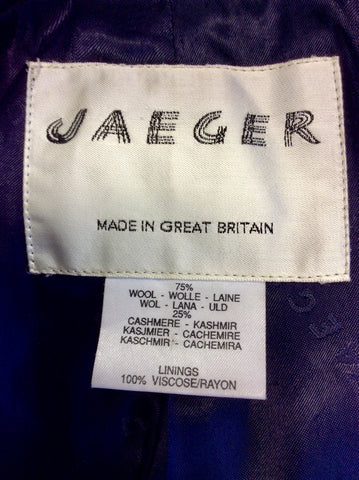 JAEGER
MADE IN GREAT BRITAIN
75%
WOOL - WOLLE - LAINE
WOL - LANA - ULD
25%
CASHMERE - KASHMIR
KASJMIER - CACHEMIRE
KASCHMIR - CACHEMIRA
LININGS
100% VISCOSE/RAYON